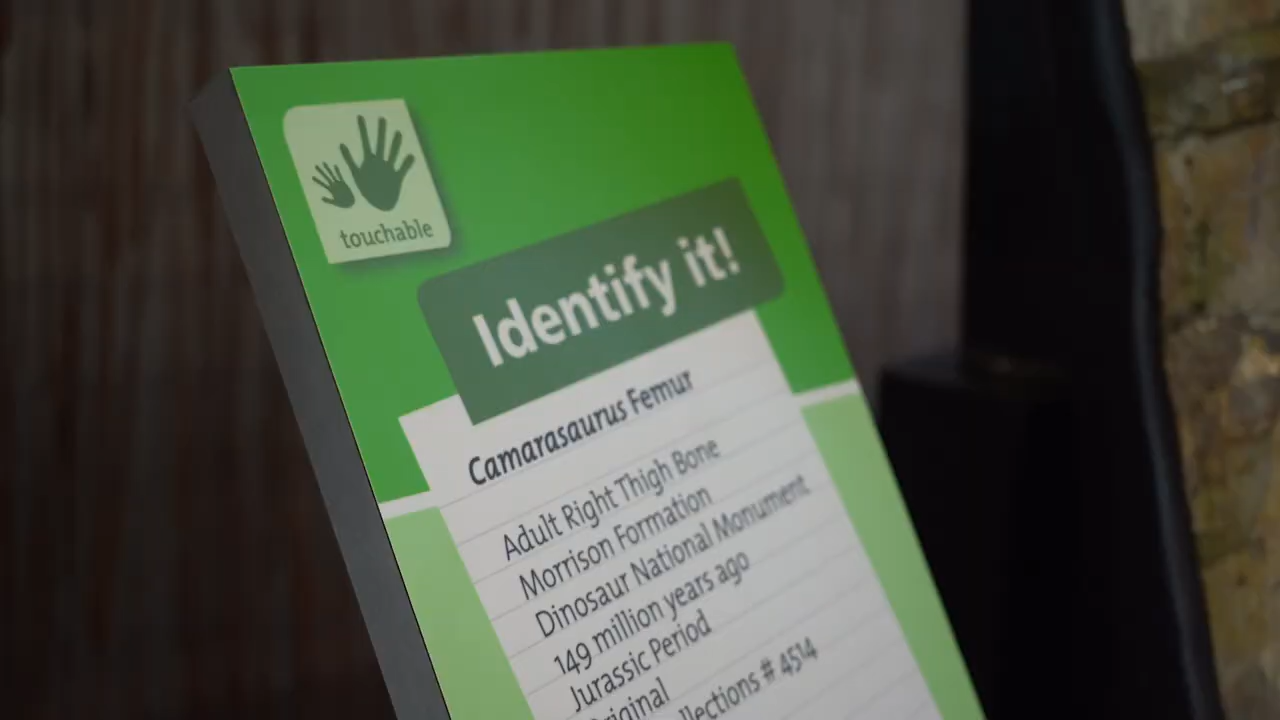 touchable
Identify it!
Camarasaurus Femur
Adult Right Thigh Bone
Morrison Formation
Dinosaur National Monument
149 million years ago
Jurassic Period
Original
# 4514